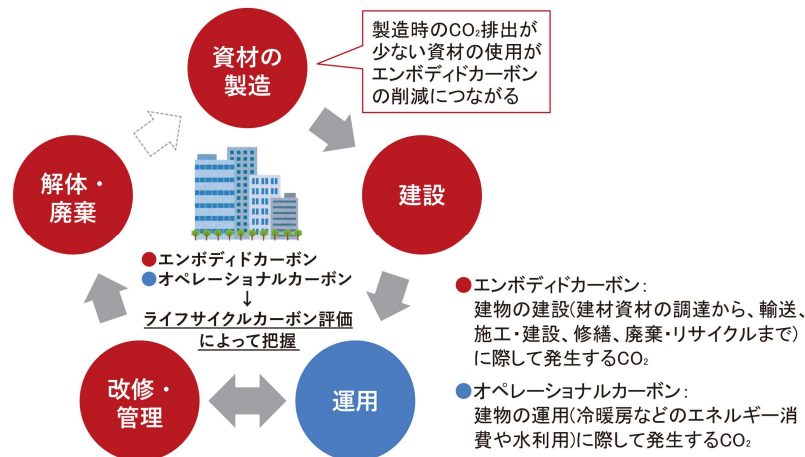 資材の
製造
製造時のCO₂排出が
少ない資材の使用が
エンボディドカーボン
の削減につながる
解体・
廃棄
建設
●エンボディドカーボン
●オペレーショナルカーボン
↓
ライフサイクルカーボン評価
によって把握
改修・
管理
運用
●エンボディドカーボン:
建物の建設(建材資材の調達から、輸送、
施工・建設、修繕、廃棄・リサイクルまで)
に際して発生するCO₂
●オペレーショナルカーボン:
建物の運用(冷暖房などのエネルギー消
費や水利用)に際して発生するCO₂